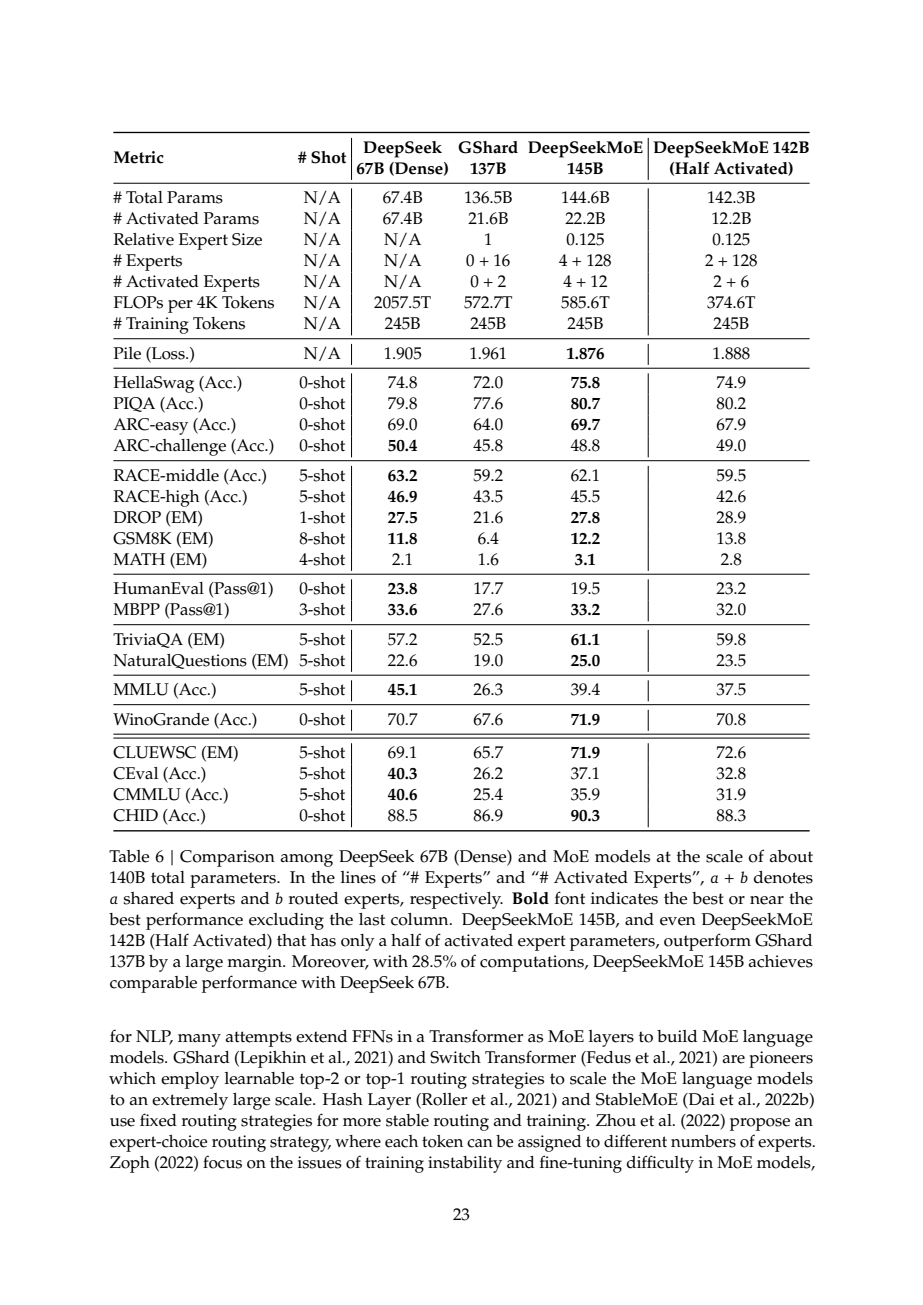 Metric # Shot DeepSeek 67B (Dense) GShard 137B DeepSeekMoE 145B DeepSeekMoE 142B (Half Activated)
# Total Params N/A 67.4B 136.5B 144.6B 142.3B
# Activated Params N/A 67.4B 21.6B 22.2B 12.2B
Relative Expert Size N/A N/A 1 0.125 0.125
# Experts N/A N/A 0 + 16 4 + 128 2 + 128
# Activated Experts N/A N/A 0 + 2 4 + 12 2 + 6
FLOPs per 4K Tokens N/A 2057.5T 572.7T 585.6T 374.6T
# Training Tokens N/A 245B 245B 245B 245B
Pile (Loss.) N/A 1.905 1.961 1.876 1.888
HellaSwag (Acc.) 0-shot 74.8 72.0 75.8 74.9
PIQA (Acc.) 0-shot 79.8 77.6 80.7 80.2
ARC-easy (Acc.) 0-shot 69.0 64.0 69.7 67.9
ARC-challenge (Acc.) 0-shot 50.4 45.8 48.8 49.0
RACE-middle (Acc.) 5-shot 63.2 59.2 62.1 59.5
RACE-high (Acc.) 5-shot 46.9 43.5 45.5 42.6
DROP (EM) 1-shot 27.5 21.6 27.8 28.9
GSM8K (EM) 8-shot 11.8 6.4 12.2 13.8
MATH (EM) 4-shot 2.1 1.6 3.1 2.8
HumanEval (Pass@1) 0-shot 23.8 17.7 19.5 23.2
MBPP (Pass@1) 3-shot 33.6 27.6 33.2 32.0
TriviaQA (EM) 5-shot 57.2 52.5 61.1 59.8
NaturalQuestions (EM) 5-shot 22.6 19.0 25.0 23.5
MMLU (Acc.) 5-shot 45.1 26.3 39.4 37.5
WinoGrande (Acc.) 0-shot 70.7 67.6 71.9 70.8
CLUEWSC (EM) 5-shot 69.1 65.7 71.9 72.6
CEval (Acc.) 5-shot 40.3 26.2 37.1 32.8
CMMLU (Acc.) 5-shot 40.6 25.4 35.9 31.9
CHID (Acc.) 0-shot 88.5 86.9 90.3 88.3
Table 6 | Comparison among DeepSeek 67B (Dense) and MoE models at the scale of about
140B total parameters. In the lines of “# Experts” and “# Activated Experts”, a + b denotes
a shared experts and b routed experts, respectively. Bold font indicates the best or near the
best performance excluding the last column. DeepSeekMoE 145B, and even DeepSeekMoE
142B (Half Activated) that has only a half of activated expert parameters, outperform GShard
137B by a large margin. Moreover, with 28.5% of computations, DeepSeekMoE 145B achieves
comparable performance with DeepSeek 67B.
for NLP, many attempts extend FFNs in a Transformer as MoE layers to build MoE language
models. GShard (Lepikhin et al., 2021) and Switch Transformer (Fedus et al., 2021) are pioneers
which employ learnable top-2 or top-1 routing strategies to scale the MoE language models
to an extremely large scale. Hash Layer (Roller et al., 2021) and StableMoE (Dai et al., 2022b)
use fixed routing strategies for more stable routing and training. Zhou et al. (2022) propose an
expert-choice routing strategy, where each token can be assigned to different numbers of experts.
Zoph (2022) focus on the issues of training instability and fine-tuning difficulty in MoE models,
23